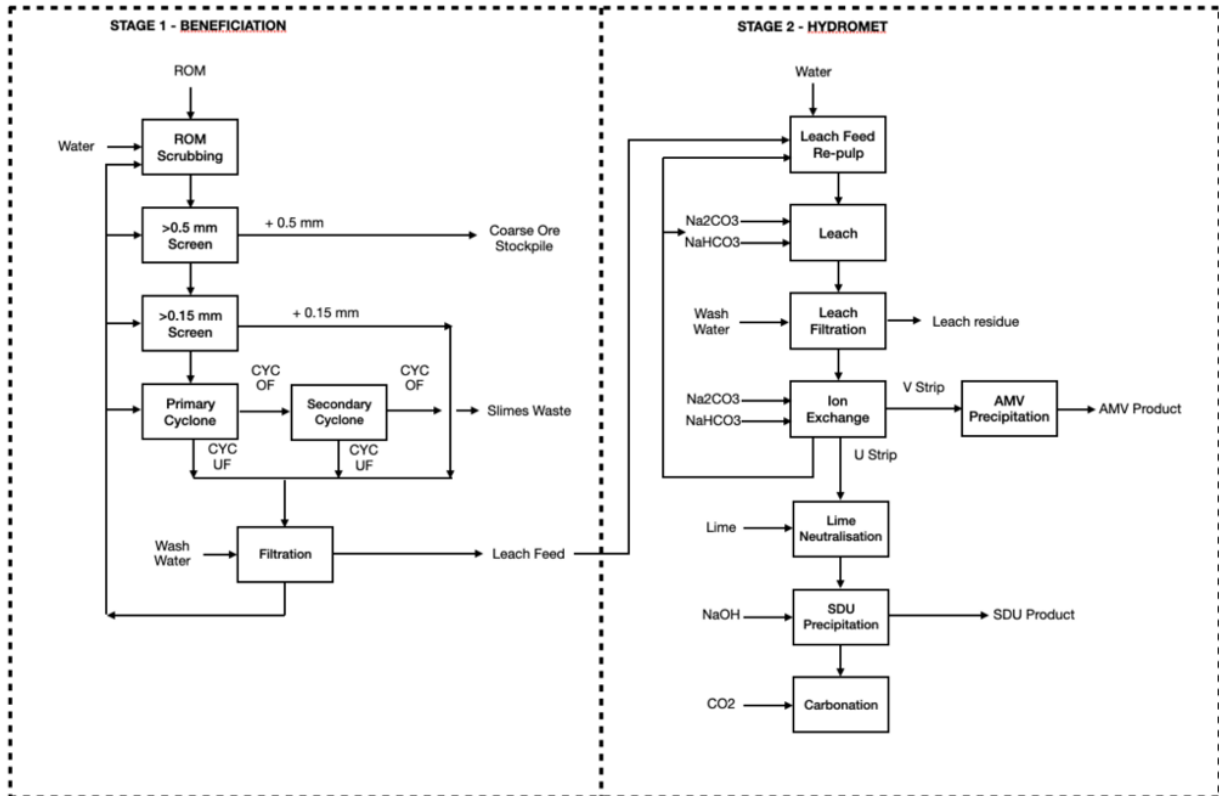 STAGE 1 - BENEFICIATION
ROM
Water
ROM
Scrubbing
>0.5 mm
Screen
+ 0.5 mm
Coarse Ore
Stockpile
>0.15 mm
Screen
+ 0.15 mm
CYC
OF
CYC
OF
Primary
Cyclone
Secondary
Cyclone
Slimes Waste
CYC
UF
CYC
UF
Wash
Water
Filtration
Leach Feed
STAGE 2 - HYDROMET
Water
Leach Feed
Re-pulp
Na2CO3
NaHCO3
Leach
Wash
Water
Leach
Filtration
Leach residue
Na2CO3
NaHCO3
Ion
Exchange
V Strip
AMV
Precipitation
AMV Product
U Strip
Lime
Lime
Neutralisation
NaOH
SDU
Precipitation
SDU Product
CO2
Carbonation